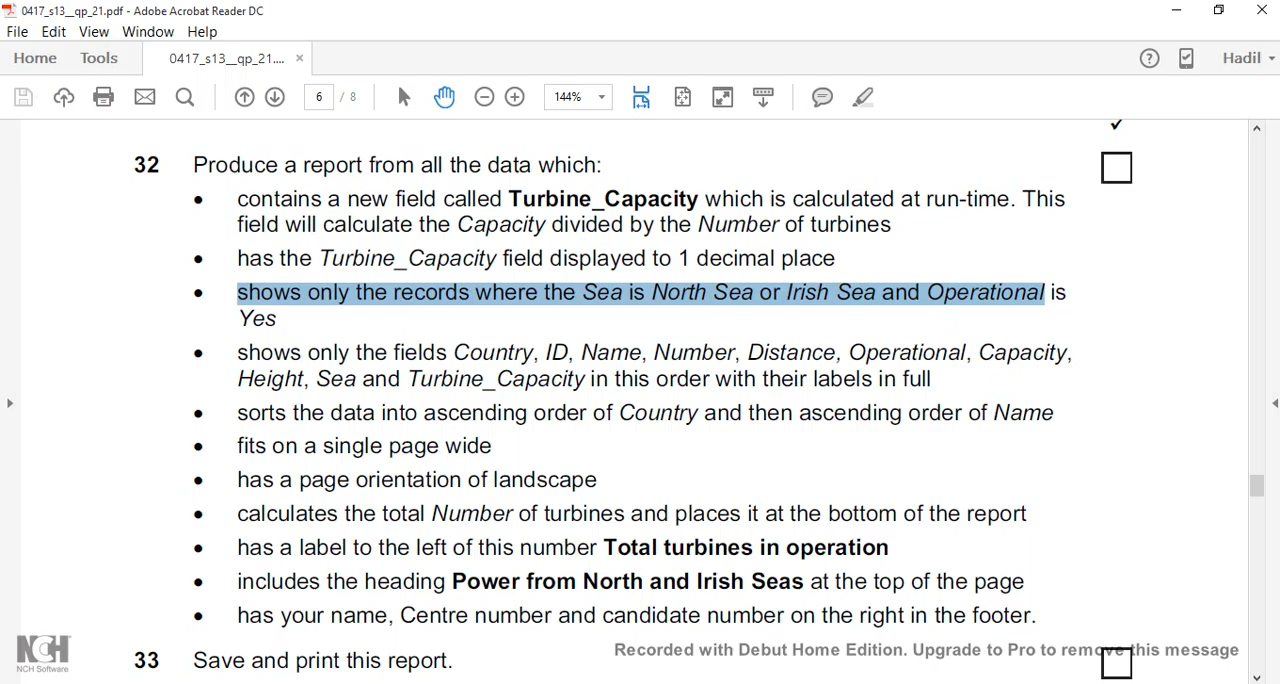 0417_s13__qp_21.pdf - Adobe Acrobat Reader DC
File Edit View Window Help
Home Tools 0417_s13__qp_21.... × Hadil
6 / 8 144%
32 Produce a report from all the data which:
• contains a new field called Turbine_Capacity which is calculated at run-time. This
field will calculate the Capacity divided by the Number of turbines
• has the Turbine_Capacity field displayed to 1 decimal place
• shows only the records where the Sea is North Sea or Irish Sea and Operational is
Yes
• shows only the fields Country, ID, Name, Number, Distance, Operational, Capacity,
Height, Sea and Turbine_Capacity in this order with their labels in full
• sorts the data into ascending order of Country and then ascending order of Name
• fits on a single page wide
• has a page orientation of landscape
• calculates the total Number of turbines and places it at the bottom of the report
• has a label to the left of this number Total turbines in operation
• includes the heading Power from North and Irish Seas at the top of the page
• has your name, Centre number and candidate number on the right in the footer.
NCH
NCH Software
Recorded with Debut Home Edition. Upgrade to Pro to remove this message
33 Save and print this report.